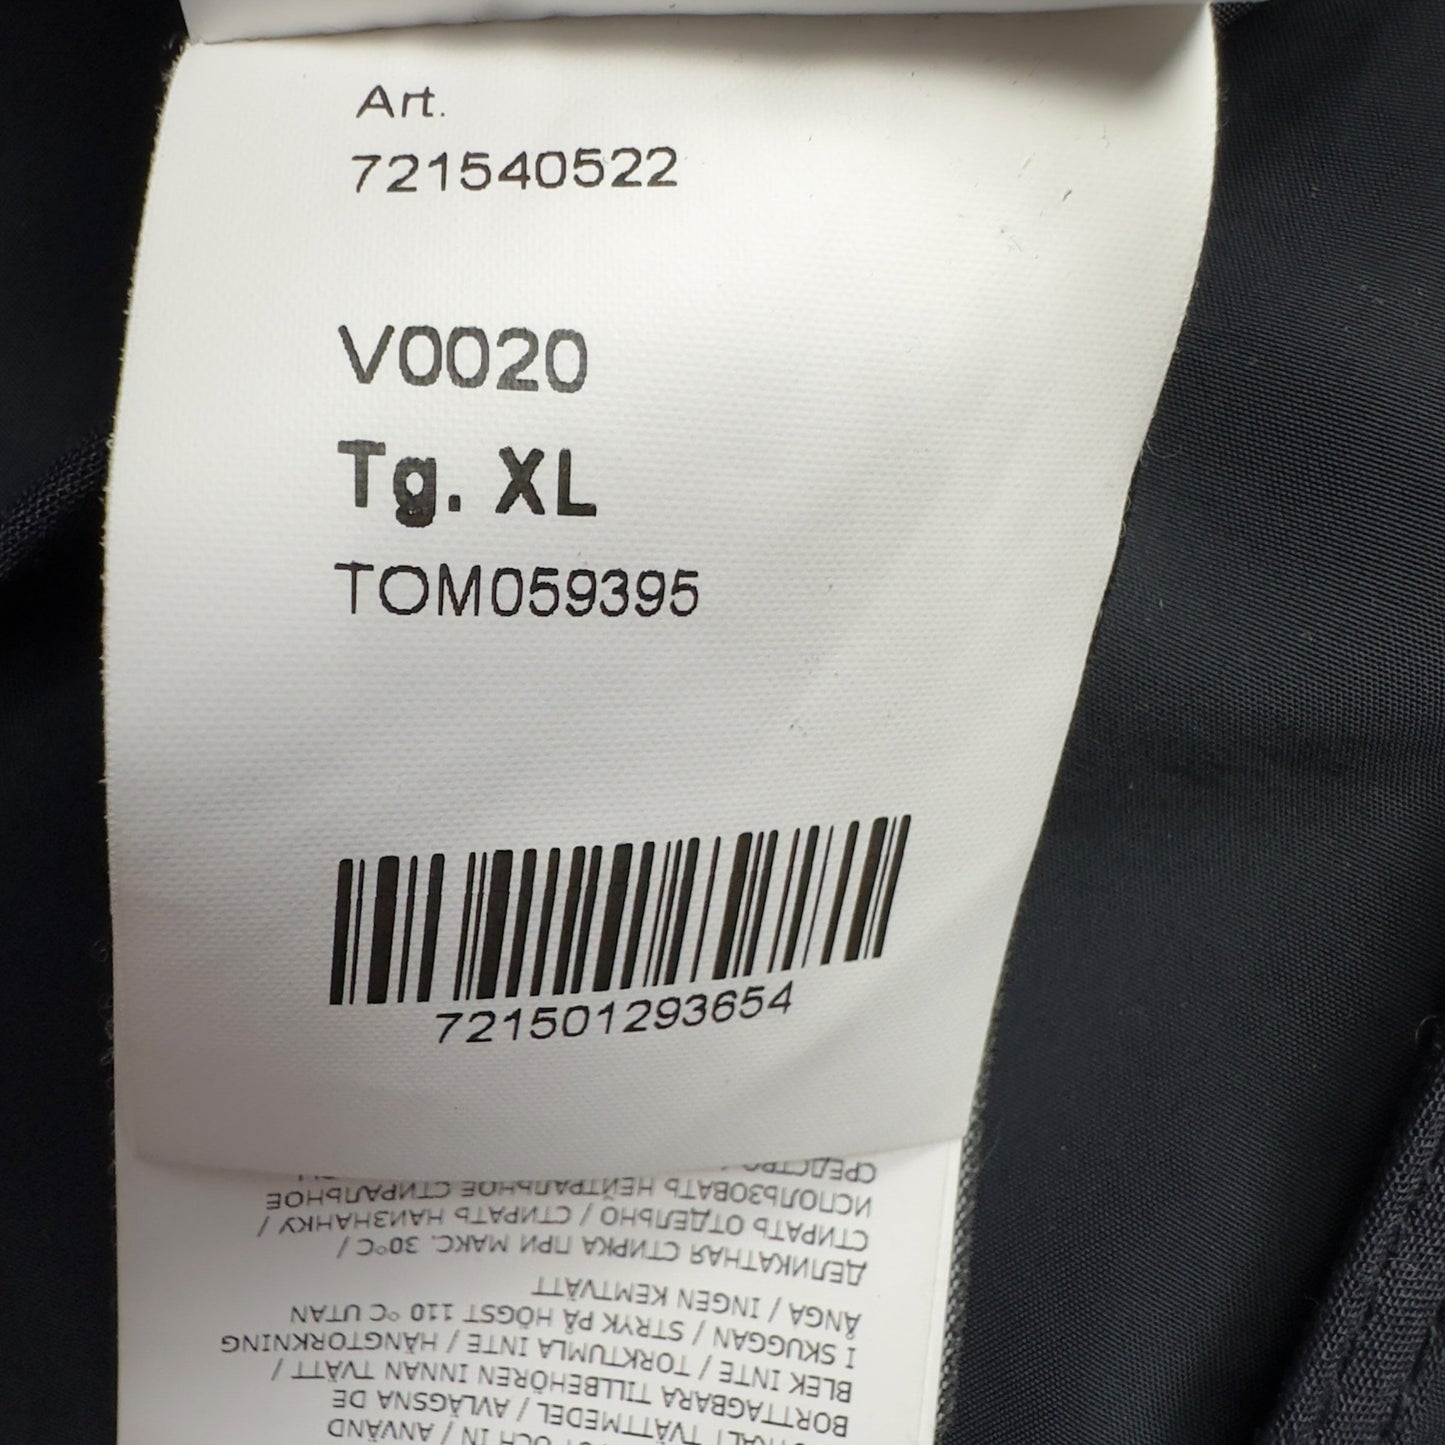 Art.
721540522
V0020
Tg. XL
TOM059395
721501293654
AVLÄGSNA DE
BORTTAGBARA TILLBEHÖREN INNAN TVÄTT /
BLEK INTE / TORKTUMLA INTE / HÄNGTORKNING
I SKUGGAN / STRYK PÅ HÖGST 110 °C UTAN
ÅNGA / INGEN KEMTVÄTT
ДЕЛИКАТНАЯ СТИРКА ПРИ МАКС. 30°C /
СТИРАТЬ ОТДЕЛЬНО / СТИРАТЬ НАИЗНАНКУ /
ИСПОЛЬЗОВАТЬ НЕЙТРАЛЬНОЕ СТИРАЛЬНОЕ
СРЕДСТВО